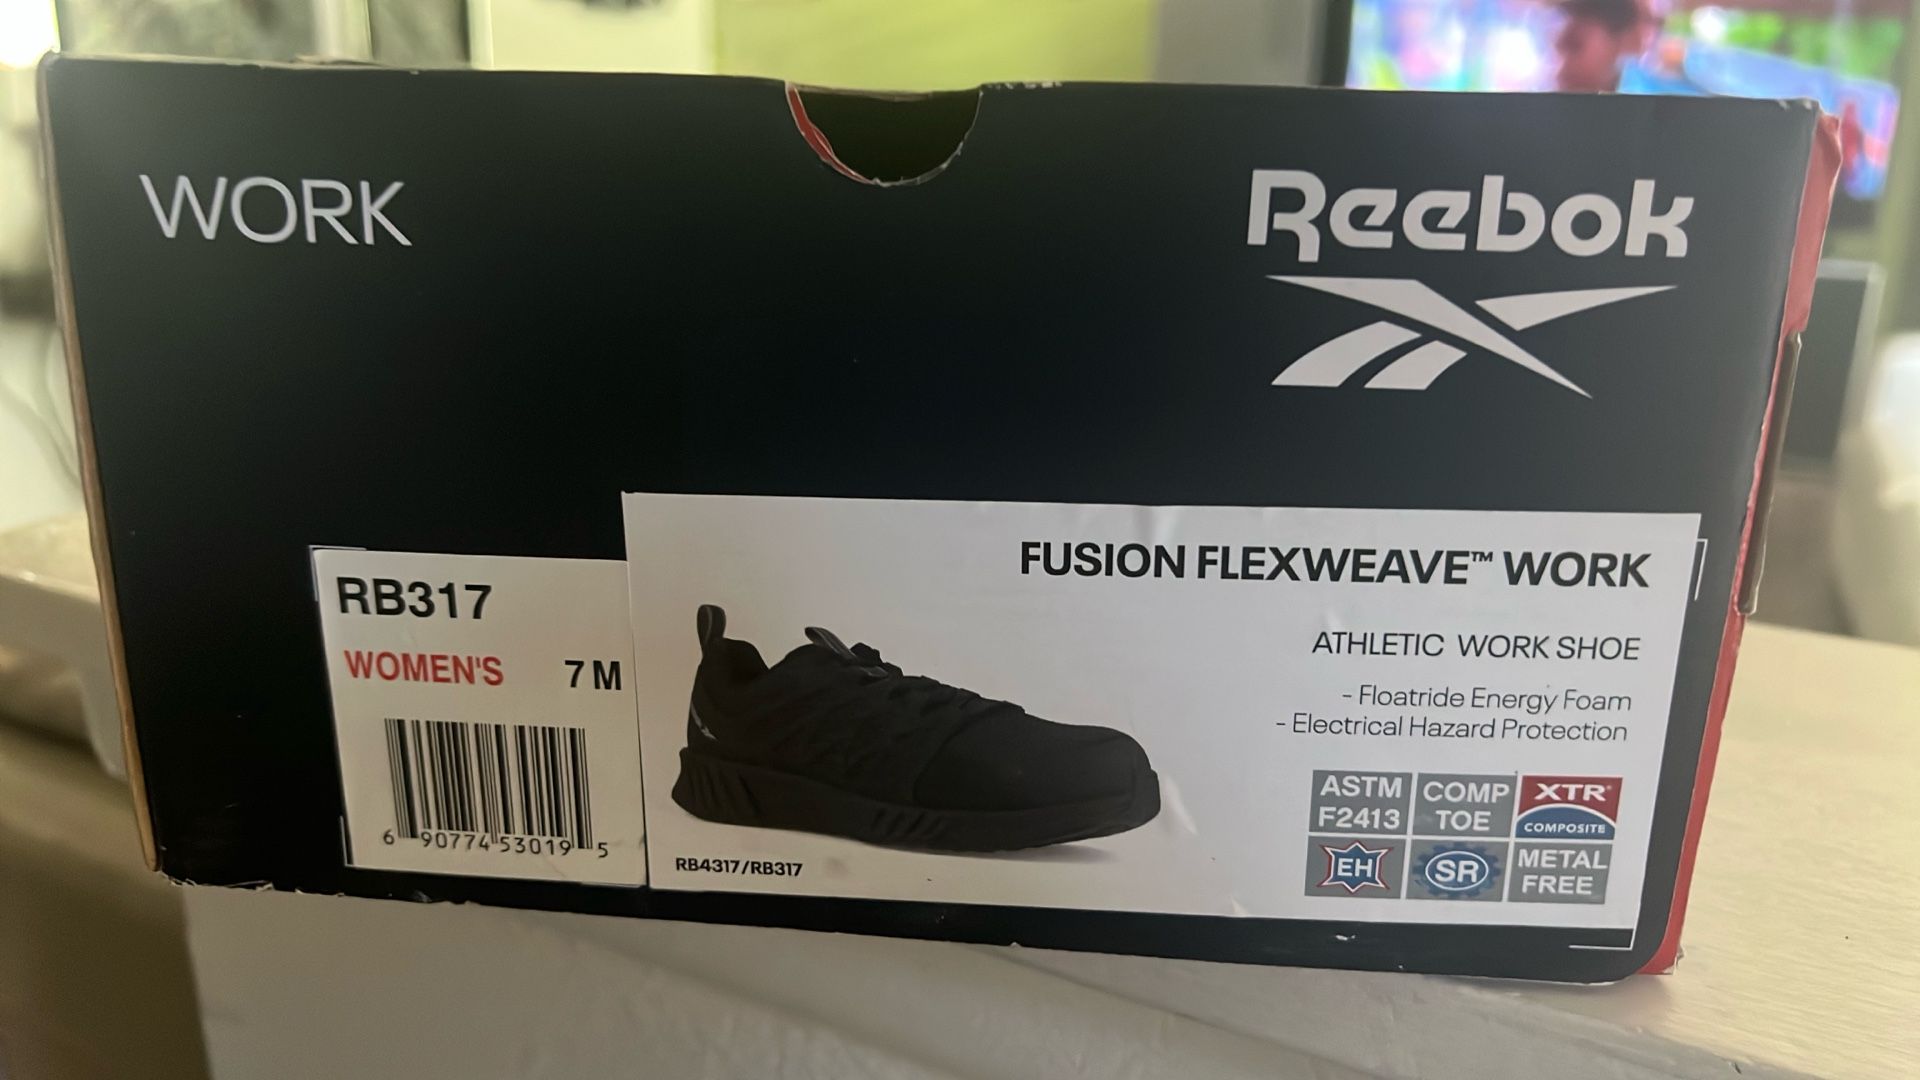 WORK
Reebok
RB317
WOMEN'S 7 M
6 90774 53019 5
FUSION FLEXWEAVE™ WORK
ATHLETIC WORK SHOE
- Floatride Energy Foam
- Electrical Hazard Protection
ASTM F2413
COMP TOE
XTR® COMPOSITE
EH
SR
METAL FREE
RB4317/RB317